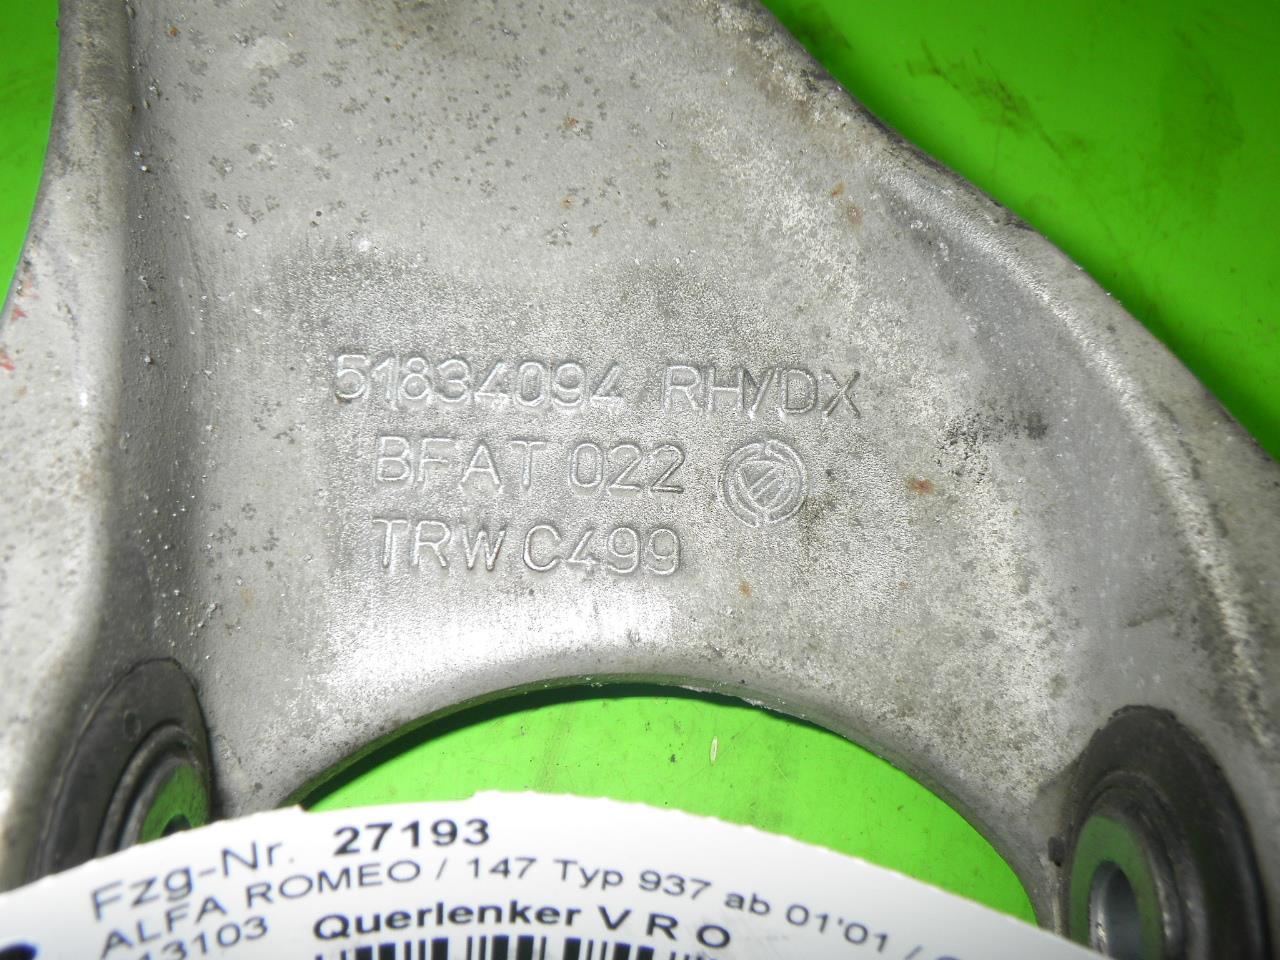 51834094 RH/DX
BFAT 022
TRW C499
Fzg-Nr. 27193
ALFA ROMEO / 147 Typ 937 ab 01'01 /
13103 Querlenker V R O